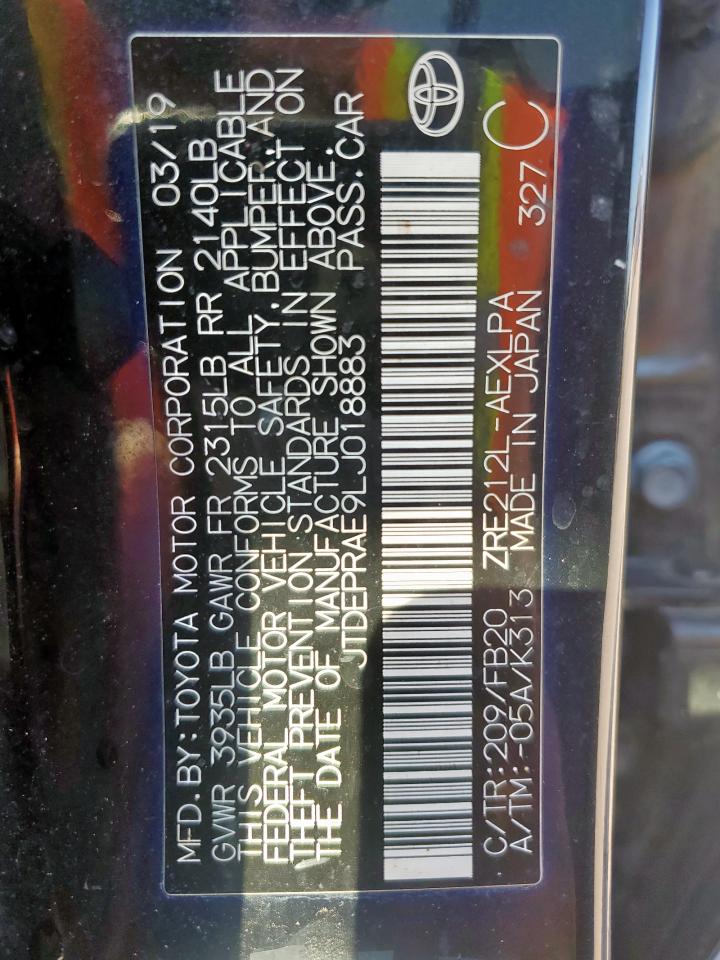 MFD.BY:TOYOTA MOTOR CORPORATION 03/19
GVWR 3935LB GAWR FR 2315LB RR 2140LB
THIS VEHICLE CONFORMS TO ALL APPLICABLE
FEDERAL MOTOR VEHICLE SAFETY,BUMPER,AND
THEFT PREVENTION STANDARDS IN EFFECT ON
THE DATE OF MANUFACTURE SHOWN ABOVE.
JTDEPRAE9LJ018883 PASS.CAR
C/TR:209/FB20 ZRE212L-AEXLPA
A/TM:-05A/K313 MADE IN JAPAN 327 C